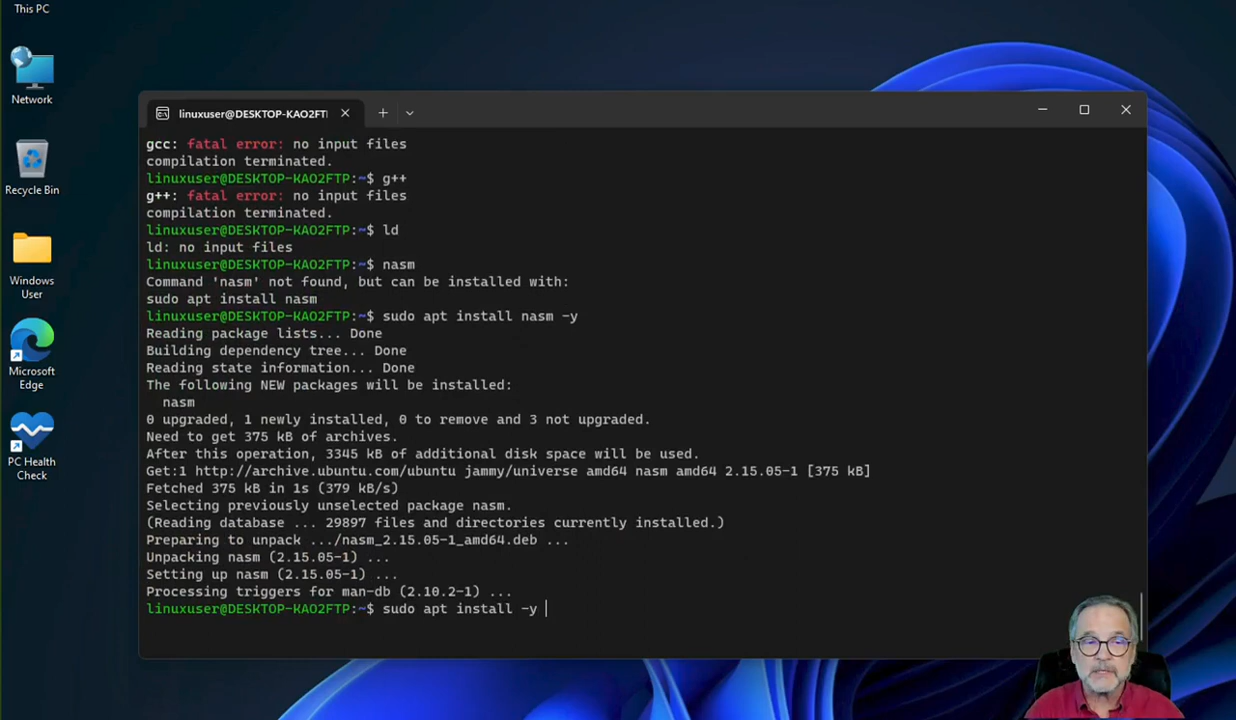 This PC
Network
Recycle Bin
Windows
User
Microsoft
Edge
PC Health
Check
linuxuser@DESKTOP-KAO2FTI
gcc: fatal error: no input files
compilation terminated.
linuxuser@DESKTOP-KAO2FTP:~$ g++
g++: fatal error: no input files
compilation terminated.
linuxuser@DESKTOP-KAO2FTP:~$ ld
ld: no input files
linuxuser@DESKTOP-KAO2FTP:~$ nasm
Command 'nasm' not found, but can be installed with:
sudo apt install nasm
linuxuser@DESKTOP-KAO2FTP:~$ sudo apt install nasm -y
Reading package lists... Done
Building dependency tree... Done
Reading state information... Done
The following NEW packages will be installed:
nasm
0 upgraded, 1 newly installed, 0 to remove and 3 not upgraded.
Need to get 375 kB of archives.
After this operation, 3345 kB of additional disk space will be used.
Get:1 http://archive.ubuntu.com/ubuntu jammy/universe amd64 nasm amd64 2.15.05-1 [375 kB]
Fetched 375 kB in 1s (379 kB/s)
Selecting previously unselected package nasm.
(Reading database ... 29897 files and directories currently installed.)
Preparing to unpack .../nasm_2.15.05-1_amd64.deb ...
Unpacking nasm (2.15.05-1) ...
Setting up nasm (2.15.05-1) ...
Processing triggers for man-db (2.10.2-1) ...
linuxuser@DESKTOP-KAO2FTP:~$ sudo apt install -y